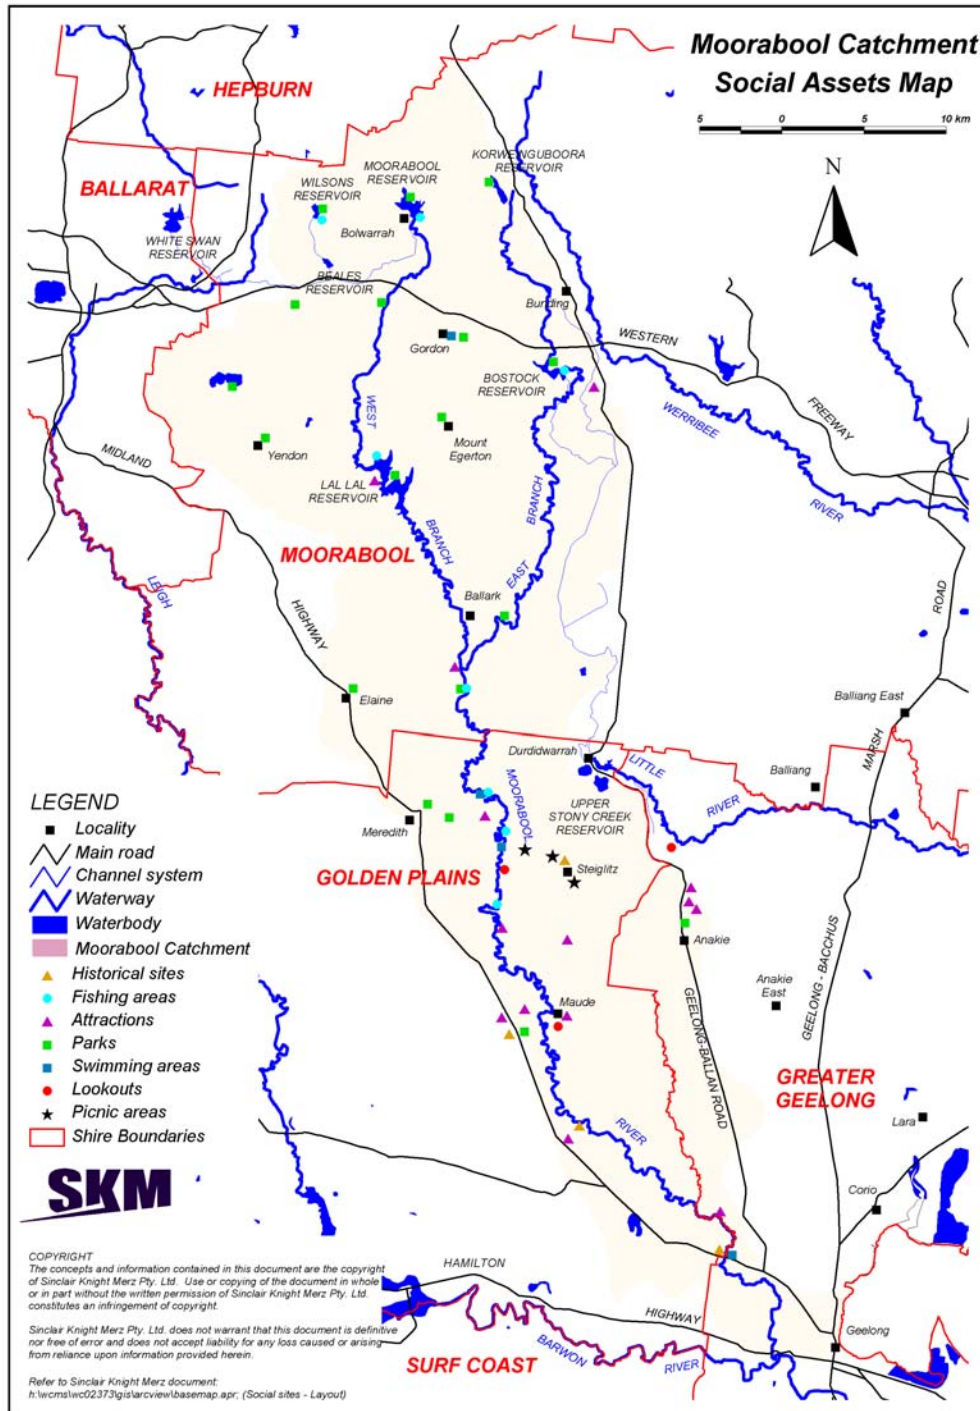 Moorabool Catchment
Social Assets Map
5 0 5 10 km
N
HEPBURN
BALLARAT
WHITE SWAN
RESERVOIR
WILSONS
RESERVOIR
MOORABOOL
RESERVOIR
KORWEINGUBOORA
RESERVOIR
Bolwarrah
BEALES
RESERVOIR
Bunding
Gordon
WESTERN
FREEWAY
BOSTOCK
RESERVOIR
WERRIBEE
RIVER
WEST
BRANCH
MIDLAND
HIGHWAY
Yendon
Mount
Egerton
LAL LAL
RESERVOIR
MOORABOOL
EAST
BRANCH
LEIGH
Ballark
Elaine
ROAD
Balliang East
MARSH
Durdidwarrah
LITTLE
RIVER
Balliang
MOORABOOL
UPPER
STONY CREEK
RESERVOIR
Meredith
GOLDEN PLAINS
Steiglitz
Anakie
Anakie
East
GEELONG - BACCHUS
Maude
GEELONG-BALLAN ROAD
GREATER
GEELONG
RIVER
Lara
Corio
HAMILTON
HIGHWAY
Geelong
SURF COAST
BARWON
RIVER
LEGEND
Locality
Main road
Channel system
Waterway
Waterbody
Moorabool Catchment
Historical sites
Fishing areas
Attractions
Parks
Swimming areas
Lookouts
Picnic areas
Shire Boundaries
SKM
COPYRIGHT
The concepts and information contained in this document are the copyright
of Sinclair Knight Merz Pty. Ltd. Use or copying of the document in whole
or in part without the written permission of Sinclair Knight Merz Pty. Ltd.
constitutes an infringement of copyright.
Sinclair Knight Merz Pty. Ltd. does not warrant that this document is definitive
nor free of error and does not accept liability for any loss caused or arising
from reliance upon information provided herein.
Refer to Sinclair Knight Merz document:
h:\wcms\wc02373\gis\arcview\basemap.apr; (Social sites - Layout)